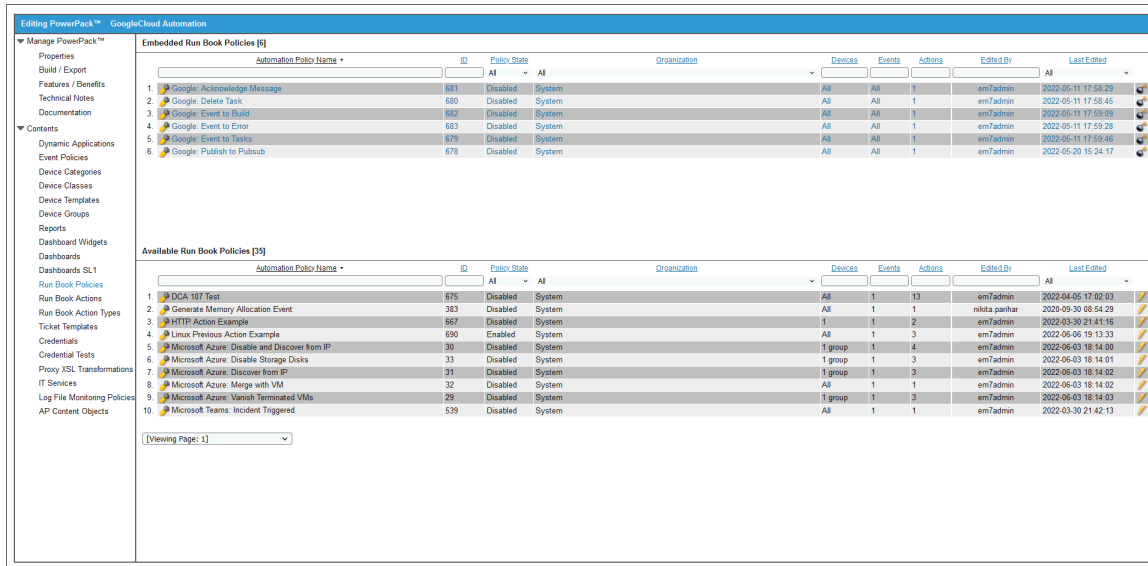 Editing PowerPack™ GoogleCloud Automation
Manage PowerPack™
Properties
Build / Export
Features / Benefits
Technical Notes
Documentation
Contents
Dynamic Applications
Event Policies
Device Categories
Device Classes
Device Templates
Device Groups
Reports
Dashboard Widgets
Dashboards
Dashboards SL1
Run Book Policies
Run Book Actions
Run Book Action Types
Ticket Templates
Credentials
Credential Tests
Proxy XSL Transformations
IT Services
Log File Monitoring Policies
AP Content Objects
Embedded Run Book Policies [6]
Automation Policy Name • ID Policy State Organization Devices Events Actions Edited By Last Edited
All All All
1. Google: Acknowledge Message 681 Disabled System All All 1 em7admin 2022-05-11 17:58:29
2. Google: Delete Task 680 Disabled System All All 1 em7admin 2022-05-11 17:58:45
3. Google: Event to Build 682 Disabled System All All 1 em7admin 2022-05-11 17:59:09
4. Google: Event to Error 683 Disabled System All All 1 em7admin 2022-05-11 17:59:28
5. Google: Event to Tasks 679 Disabled System All All 1 em7admin 2022-05-11 17:59:46
6. Google: Publish to Pubsub 678 Disabled System All All 1 em7admin 2022-05-20 15:24:17
Available Run Book Policies [35]
Automation Policy Name • ID Policy State Organization Devices Events Actions Edited By Last Edited
All All All
1. DCA 107 Test 675 Disabled System All 1 13 em7admin 2022-04-05 17:02:03
2. Generate Memory Allocation Event 383 Disabled System All 1 1 nikita.parihar 2020-09-30 08:54:29
3. HTTP Action Example 667 Disabled System 1 1 2 em7admin 2022-03-30 21:41:16
4. Linux Previous Action Example 690 Enabled System All 1 3 em7admin 2022-06-06 19:13:33
5. Microsoft Azure: Disable and Discover from IP 30 Disabled System 1 group 1 4 em7admin 2022-06-03 18:14:00
6. Microsoft Azure: Disable Storage Disks 33 Disabled System 1 group 1 3 em7admin 2022-06-03 18:14:01
7. Microsoft Azure: Discover from IP 31 Disabled System 1 group 1 3 em7admin 2022-06-03 18:14:02
8. Microsoft Azure: Merge with VM 32 Disabled System All 1 1 em7admin 2022-06-03 18:14:02
9. Microsoft Azure: Vanish Terminated VMs 29 Disabled System 1 group 1 3 em7admin 2022-06-03 18:14:03
10. Microsoft Teams: Incident Triggered 539 Disabled System All 1 1 em7admin 2022-03-30 21:42:13
[Viewing Page: 1]